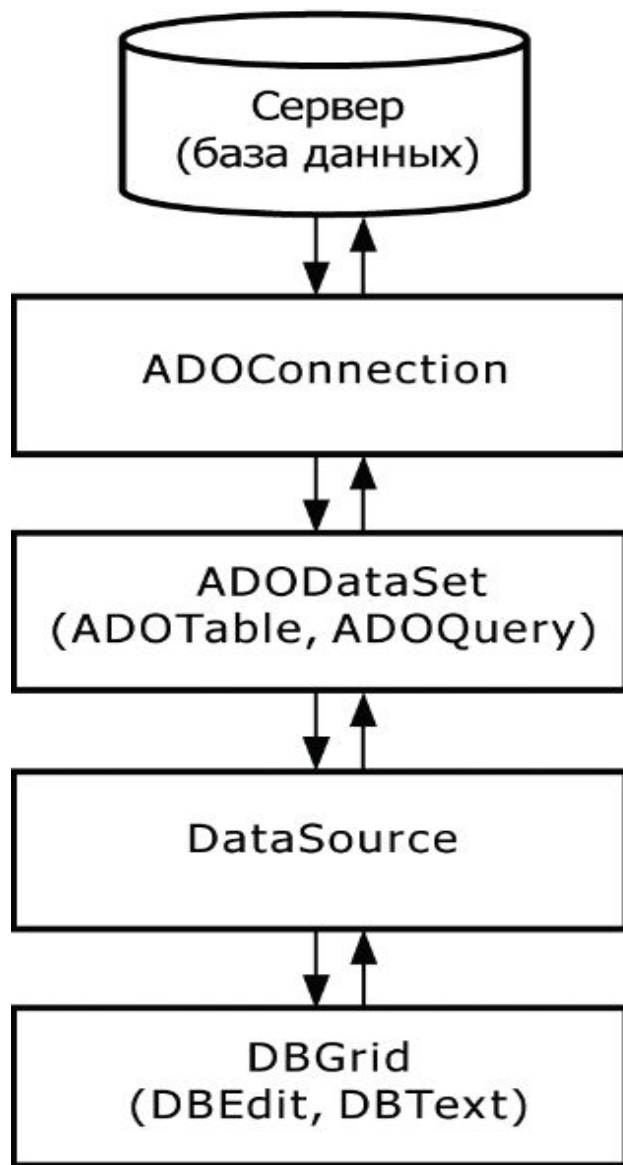 Сервер
(база данных)
ADOConnection
ADODataSet
(ADOTable, ADOQuery)
DataSource
DBGrid
(DBEdit, DBText)